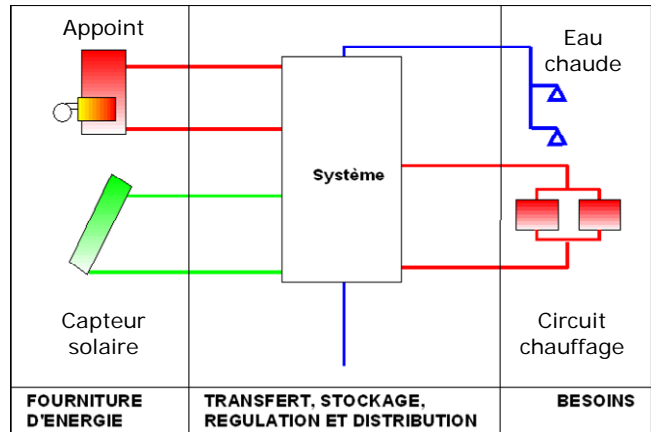 Appoint
Eau
chaude
Système
Capteur
solaire
Circuit
chauffage
FOURNITURE
D'ENERGIE
TRANSFERT, STOCKAGE,
REGULATION ET DISTRIBUTION
BESOINS